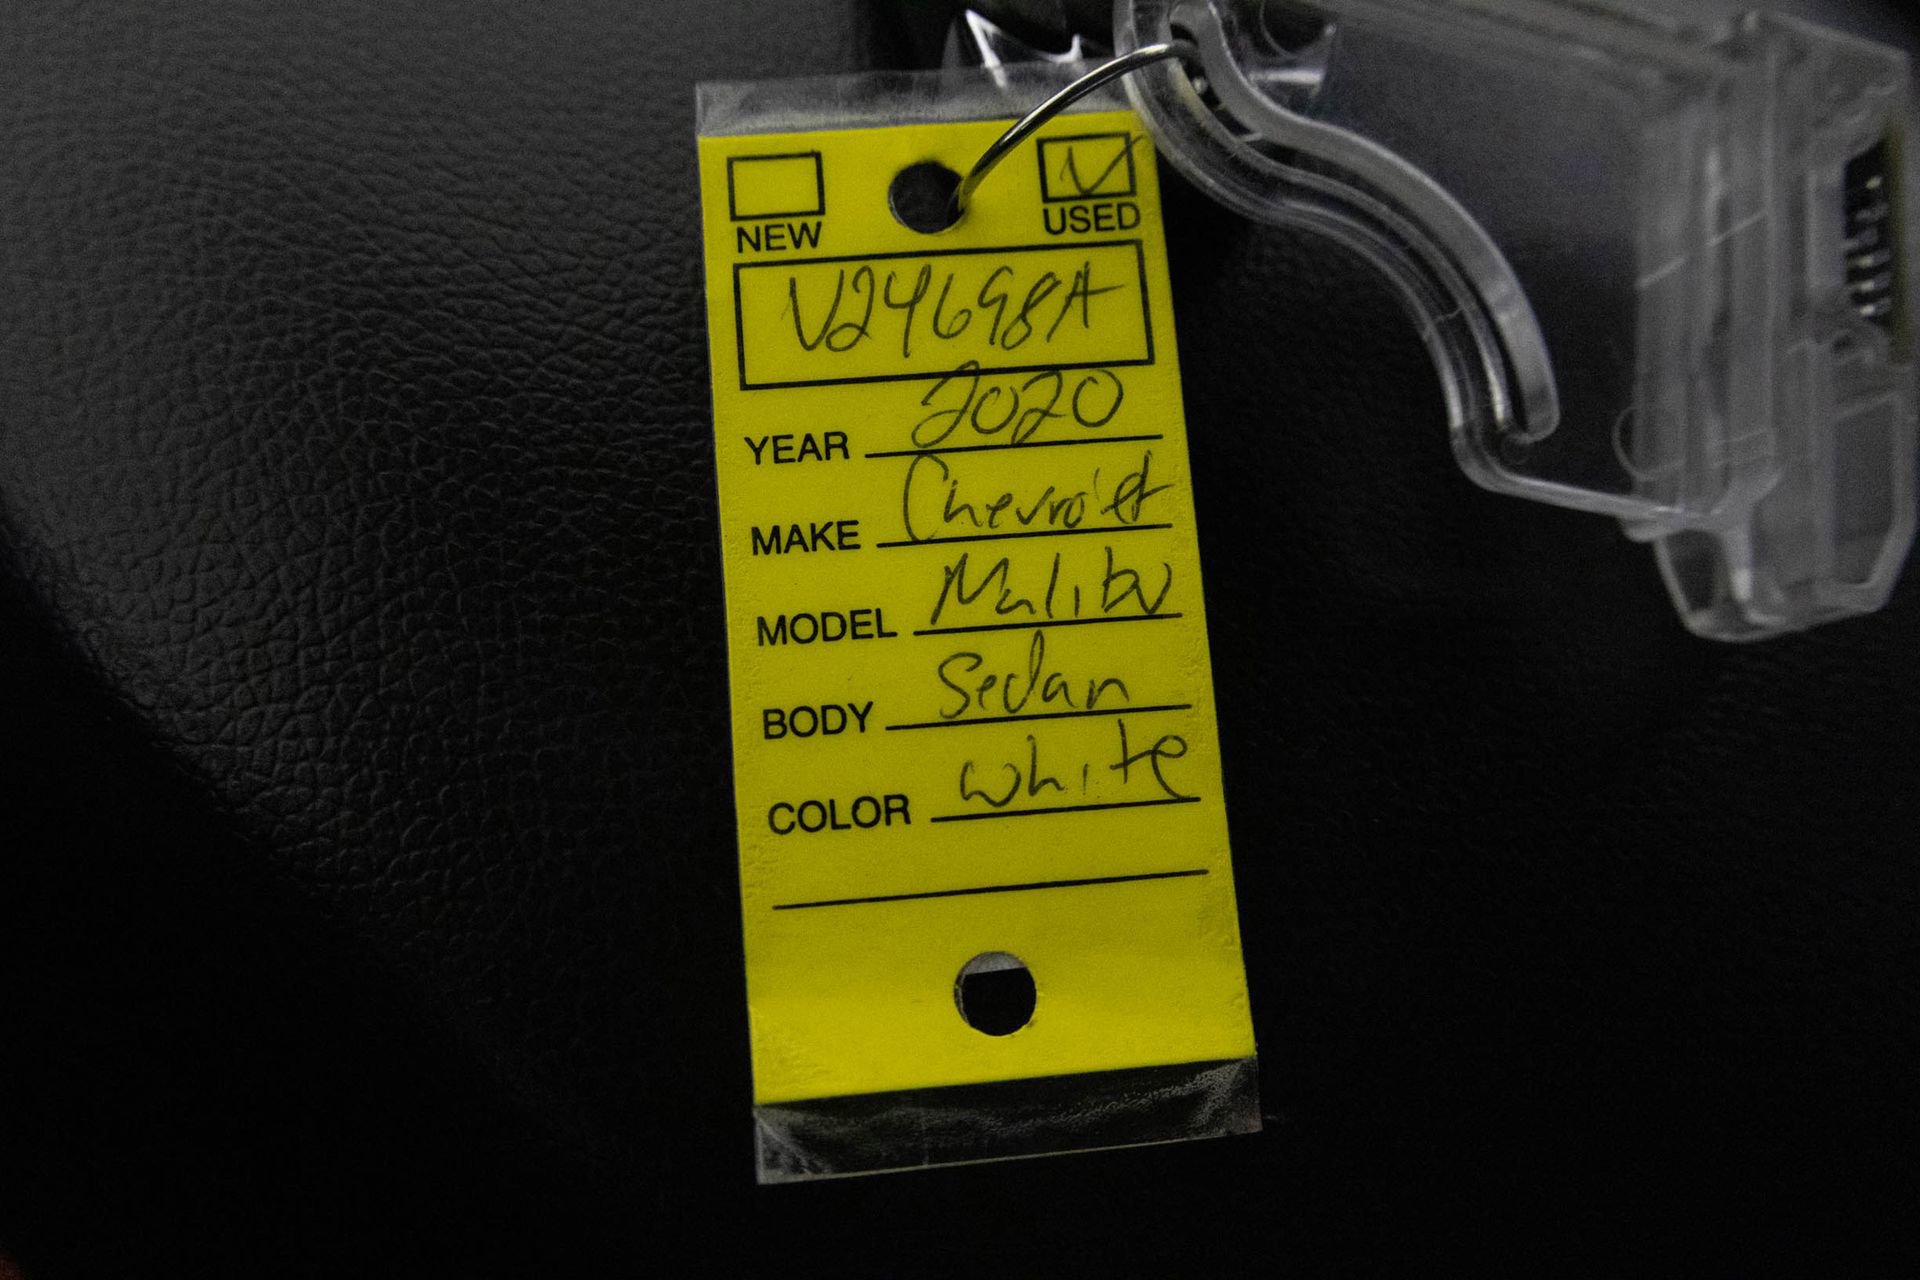 NEW USED
V24698A
YEAR 2020
MAKE Chevrolet
MODEL Malibu
BODY Sedan
COLOR white